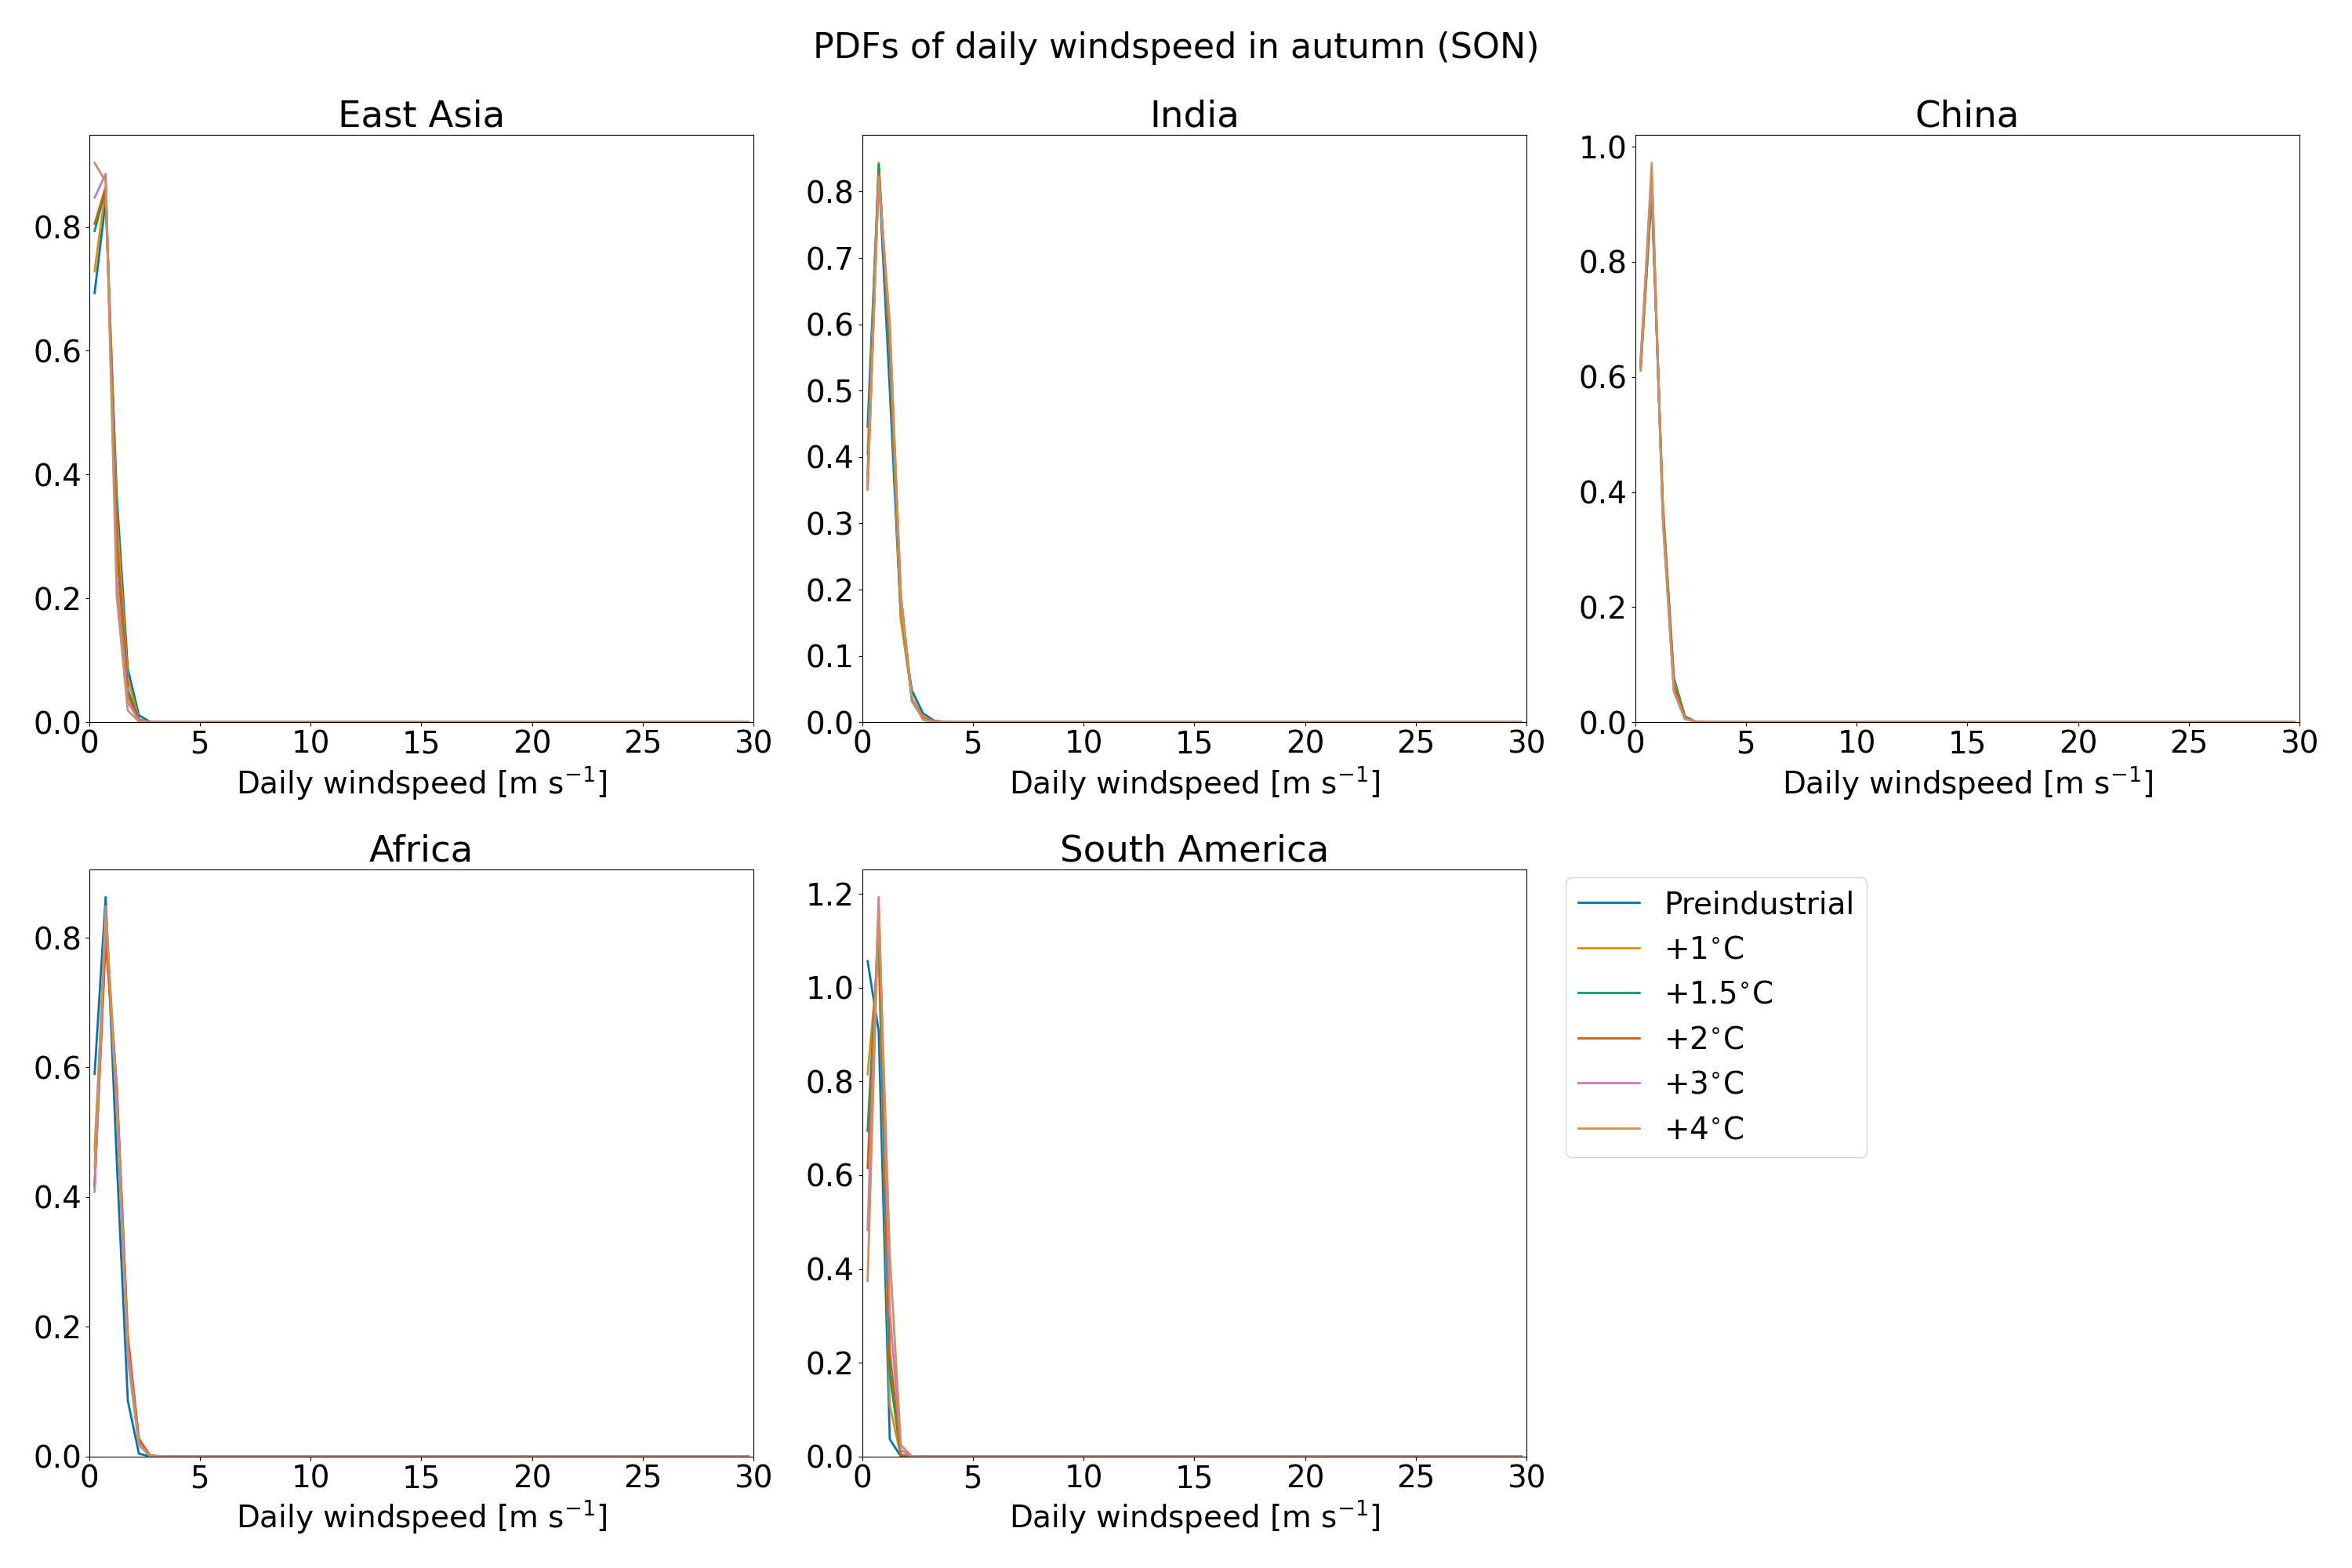 PDFs of daily windspeed in autumn (SON)
East Asia
0.8
0.6
0.4
0.2
0.0
0 5 10 15 20 25 30
Daily windspeed [m s⁻¹]
India
0.8
0.7
0.6
0.5
0.4
0.3
0.2
0.1
0.0
0 5 10 15 20 25 30
Daily windspeed [m s⁻¹]
China
1.0
0.8
0.6
0.4
0.2
0.0
0 5 10 15 20 25 30
Daily windspeed [m s⁻¹]
Africa
0.8
0.6
0.4
0.2
0.0
0 5 10 15 20 25 30
Daily windspeed [m s⁻¹]
South America
1.2
1.0
0.8
0.6
0.4
0.2
0.0
0 5 10 15 20 25 30
Daily windspeed [m s⁻¹]
Preindustrial
+1°C
+1.5°C
+2°C
+3°C
+4°C